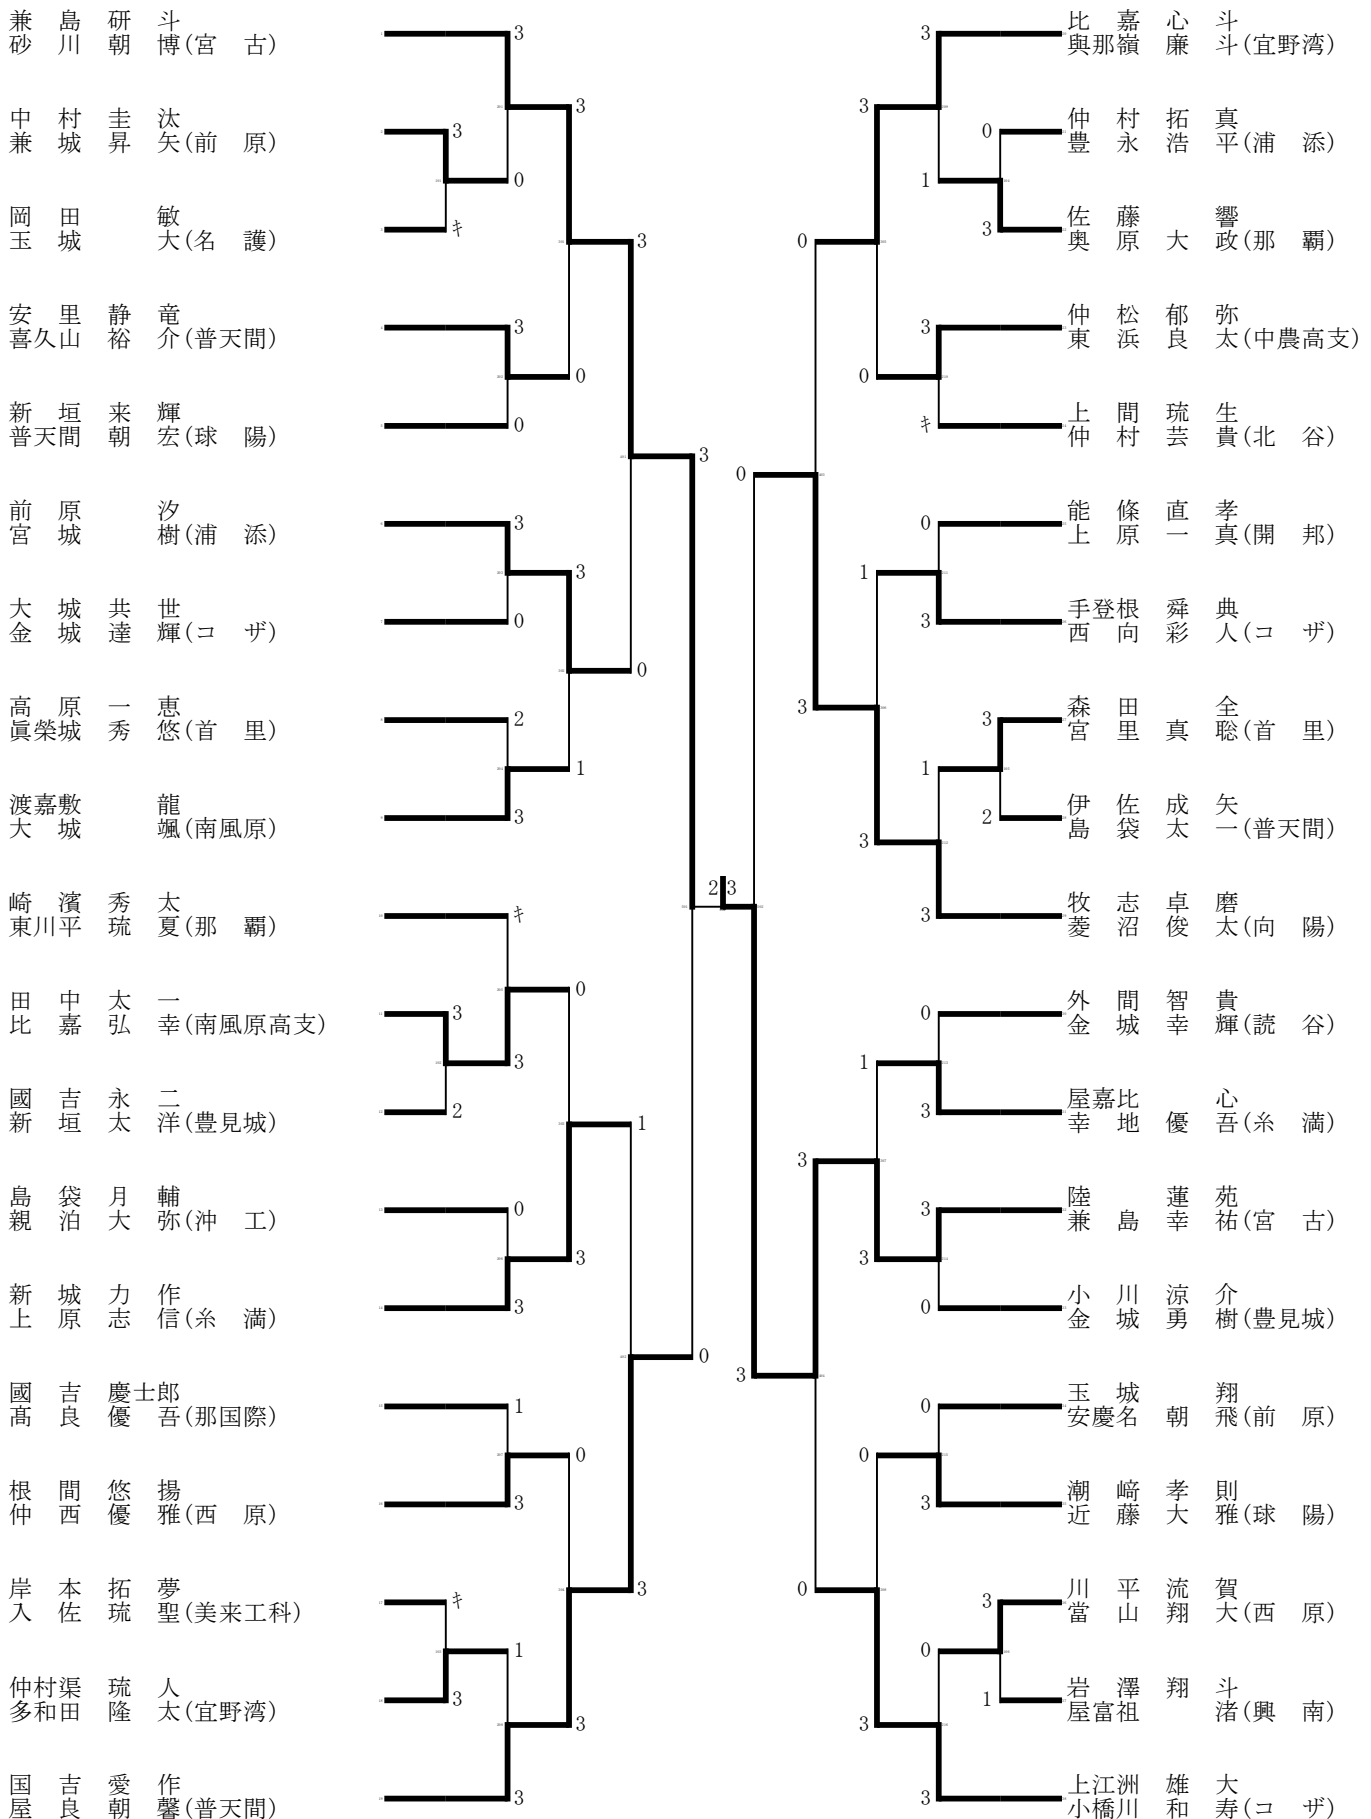 兼島研斗
砂川朝博(宮古)
3
中村圭汰
兼城昇矢(前原)
3
0
岡田敏
玉城大(名護)
キ
3
安里静竜
喜久山裕介(普天間)
3
0
新垣来輝
普天間朝宏(球陽)
0
3
前原汐
宮城樹(浦添)
3
3
大城共世
金城達輝(コザ)
0
0
高原一恵
眞榮城秀悠(首里)
2
1
渡嘉敷龍
大城颯(南風原)
3
3
崎濱秀太
東川平琉夏(那覇)
キ
0
田中太一
比嘉弘幸(南風原高支)
3
3
國吉永二
新垣太洋(豊見城)
2
1
島袋月輔
親泊大弥(沖工)
0
3
新城力作
上原志信(糸満)
3
0
國吉慶士郎
髙良優吾(那国際)
1
0
根間悠揚
仲西優雅(西原)
3
3
岸本拓夢
入佐琉聖(美来工科)
キ
1
仲村渠琉人
多和田隆太(宜野湾)
3
3
国吉愛作
屋良朝馨(普天間)
3
2 3
比嘉心斗
與那嶺廉斗(宜野湾)
3
3
仲村拓真
豊永浩平(浦添)
0
1
佐藤響
奥原大政(那覇)
3
0
仲松郁弥
東浜良太(中農高支)
3
0
上間琉生
仲村芸貴(北谷)
キ
0
能條直孝
上原一真(開邦)
0
1
手登根舜典
西向彩人(コザ)
3
3
森田全
宮里真聡(首里)
3
1
伊佐成矢
島袋太一(普天間)
2
3
牧志卓磨
菱沼俊太(向陽)
3
外間智貴
金城幸輝(読谷)
0
1
屋嘉比心
幸地優吾(糸満)
3
3
陸蓮苑
兼島幸祐(宮古)
3
3
小川涼介
金城勇樹(豊見城)
0
3
玉城翔
安慶名朝飛(前原)
0
0
潮﨑孝則
近藤大雅(球陽)
3
0
川平流賀
當山翔大(西原)
3
0
岩澤翔斗
屋富祖渚(興南)
1
3
上江洲雄大
小橋川和寿(コザ)
3